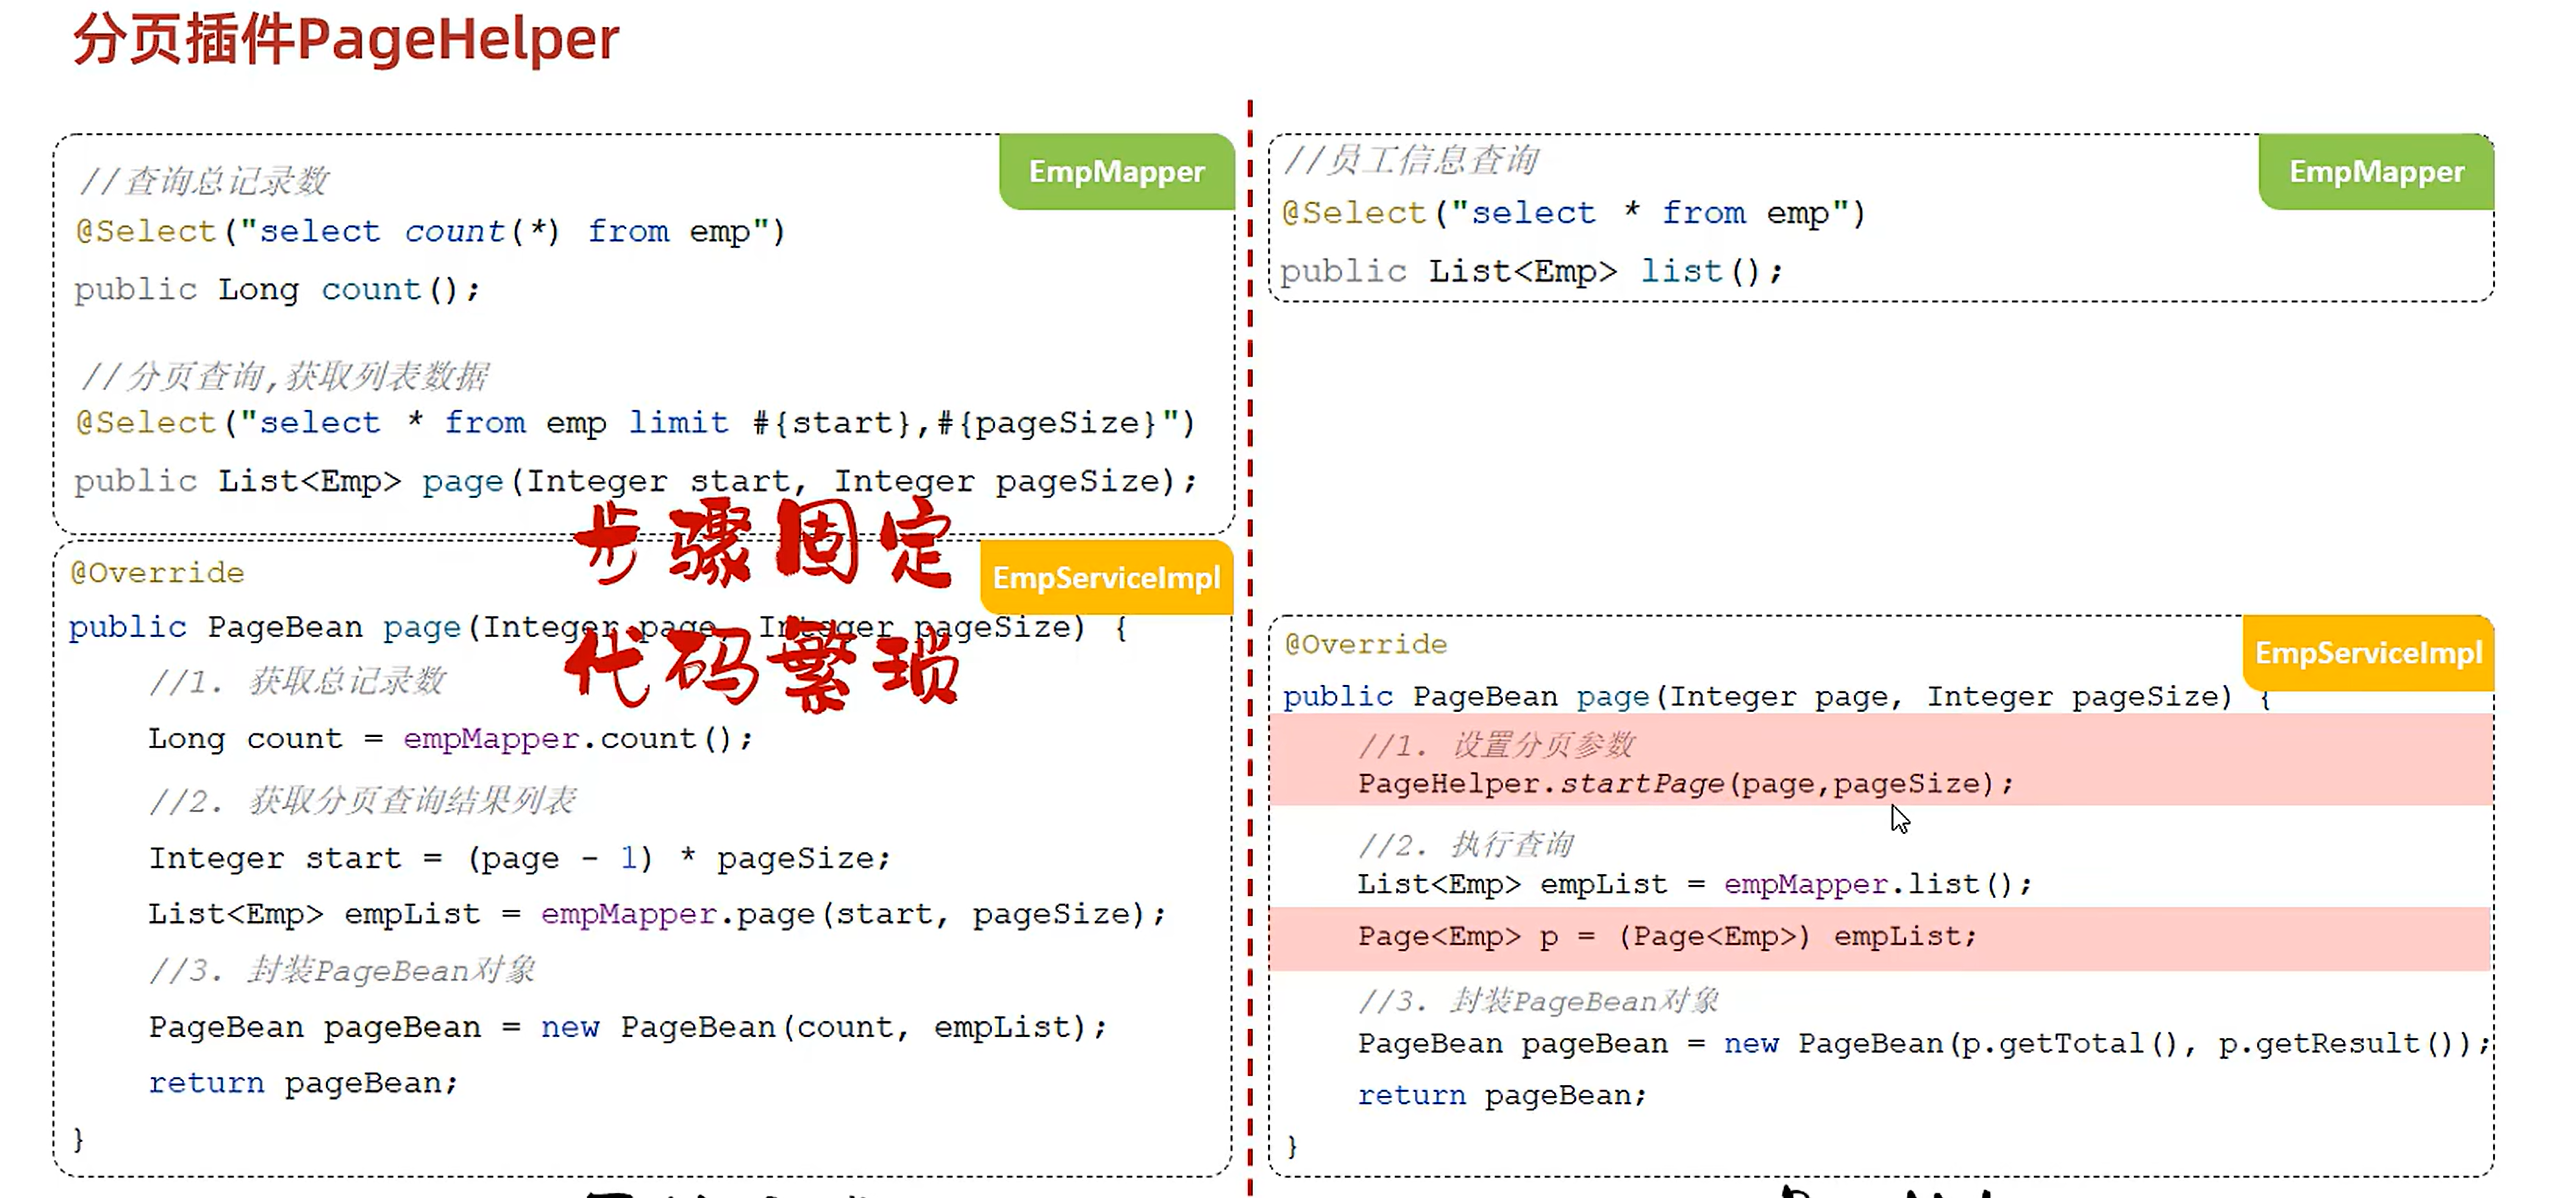 分页插件PageHelper
EmpMapper
//查询总记录数
@Select("select count(*) from emp")
public Long count();
//分页查询,获取列表数据
@Select("select * from emp limit #{start},#{pageSize}")
public List<Emp> page(Integer start, Integer pageSize);
步骤固定
代码繁琐
EmpServiceImpl
@Override
public PageBean page(Integer page, Integer pageSize) {
//1. 获取总记录数
Long count = empMapper.count();
//2. 获取分页查询结果列表
Integer start = (page - 1) * pageSize;
List<Emp> empList = empMapper.page(start, pageSize);
//3. 封装PageBean对象
PageBean pageBean = new PageBean(count, empList);
return pageBean;
}
EmpMapper
//员工信息查询
@Select("select * from emp")
public List<Emp> list();
EmpServiceImpl
@Override
public PageBean page(Integer page, Integer pageSize) {
//1. 设置分页参数
PageHelper.startPage(page,pageSize);
//2. 执行查询
List<Emp> empList = empMapper.list();
Page<Emp> p = (Page<Emp>) empList;
//3. 封装PageBean对象
PageBean pageBean = new PageBean(p.getTotal(), p.getResult());
return pageBean;
}